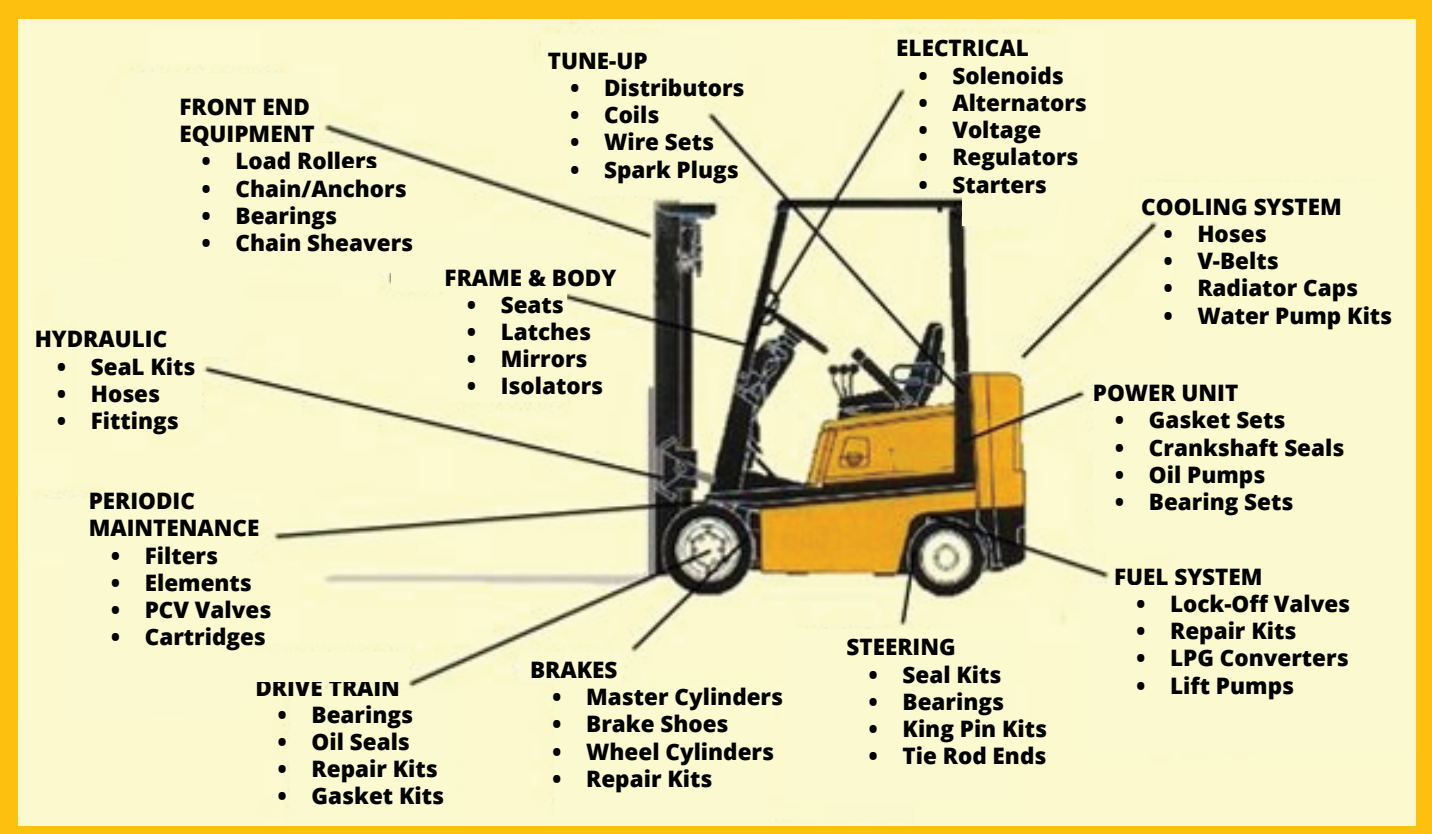 FRONT END
EQUIPMENT
• Load Rollers
• Chain/Anchors
• Bearings
• Chain Sheavers
TUNE-UP
• Distributors
• Coils
• Wire Sets
• Spark Plugs
ELECTRICAL
• Solenoids
• Alternators
• Voltage
• Regulators
• Starters
COOLING SYSTEM
• Hoses
• V-Belts
• Radiator Caps
• Water Pump Kits
FRAME & BODY
• Seats
• Latches
• Mirrors
• Isolators
HYDRAULIC
• SeaL Kits
• Hoses
• Fittings
POWER UNIT
• Gasket Sets
• Crankshaft Seals
• Oil Pumps
• Bearing Sets
PERIODIC
MAINTENANCE
• Filters
• Elements
• PCV Valves
• Cartridges
FUEL SYSTEM
• Lock-Off Valves
• Repair Kits
• LPG Converters
• Lift Pumps
DRIVE TRAIN
• Bearings
• Oil Seals
• Repair Kits
• Gasket Kits
BRAKES
• Master Cylinders
• Brake Shoes
• Wheel Cylinders
• Repair Kits
STEERING
• Seal Kits
• Bearings
• King Pin Kits
• Tie Rod Ends